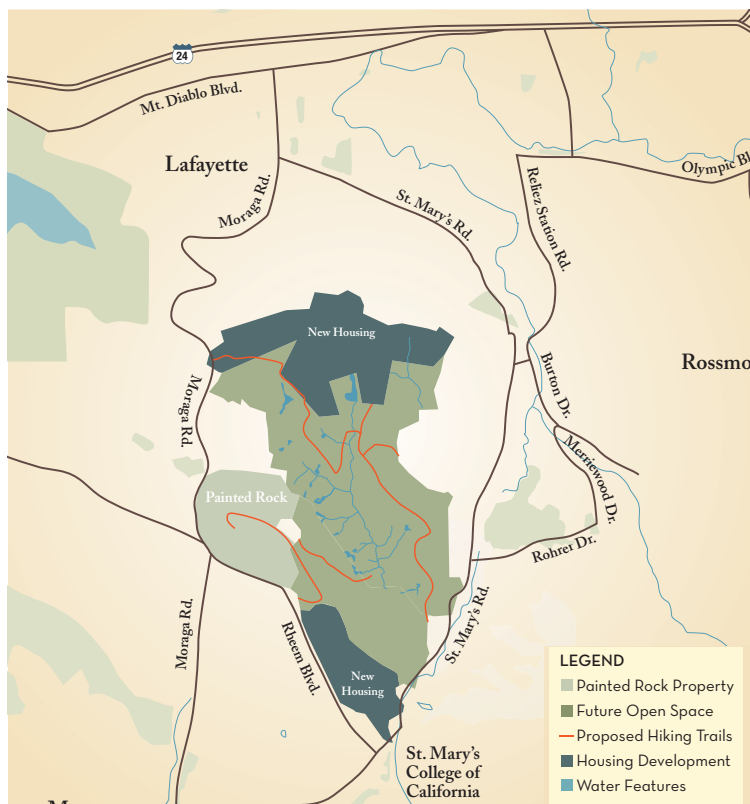 24
Mt. Diablo Blvd.
Lafayette
Olympic Bl
Moraga Rd.
St. Mary's Rd.
Reliez Station Rd.
New Housing
Rossmo
Moraga Rd.
Burton Dr.
Merriewood Dr.
Painted Rock
Rohrer Dr.
Moraga Rd.
Rheem Blvd.
St. Mary's Rd.
New
Housing
St. Mary's
College of
California
LEGEND
Painted Rock Property
Future Open Space
Proposed Hiking Trails
Housing Development
Water Features